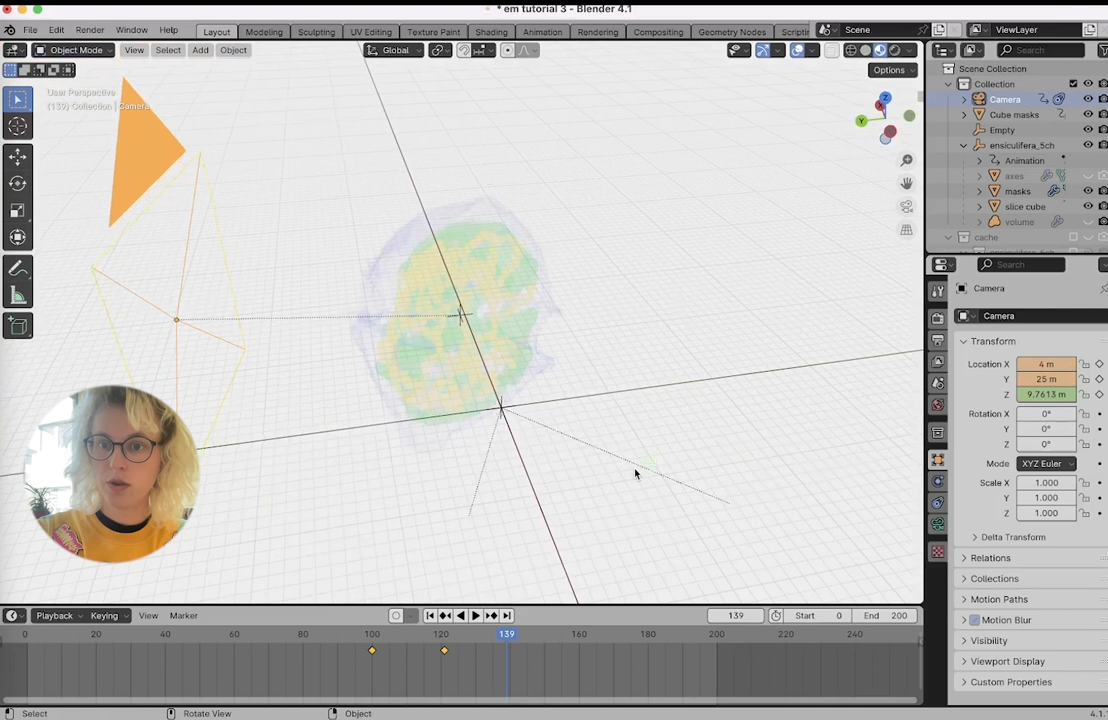 * em tutorial 3 - Blender 4.1
File Edit Render Window Help Layout Modeling Sculpting UV Editing Texture Paint Shading Animation Rendering Compositing Geometry Nodes Scripting Scene ViewLayer
Object Mode View Select Add Object Global Search
Options
User Perspective
(139) Collection | Camera
Scene Collection
Collection
Camera
Cube masks
Empty
ensiculifera_5ch
Animation
axes
masks
slice cube
volume
cache
Z
X
Y
Search
Camera
Camera
Transform
Location X 4 m
Y 25 m
Z 9.7613 m
Rotation X 0°
Y 0°
Z 0°
Mode XYZ Euler
Scale X 1.000
Y 1.000
Z 1.000
Delta Transform
Relations
Collections
Motion Paths
Motion Blur
Visibility
Viewport Display
Custom Properties
Playback Keying View Marker 139 Start 0 End 200
0 20 40 60 80 100 120 139 160 180 200 220 240
Select Rotate View Object 4.1.1